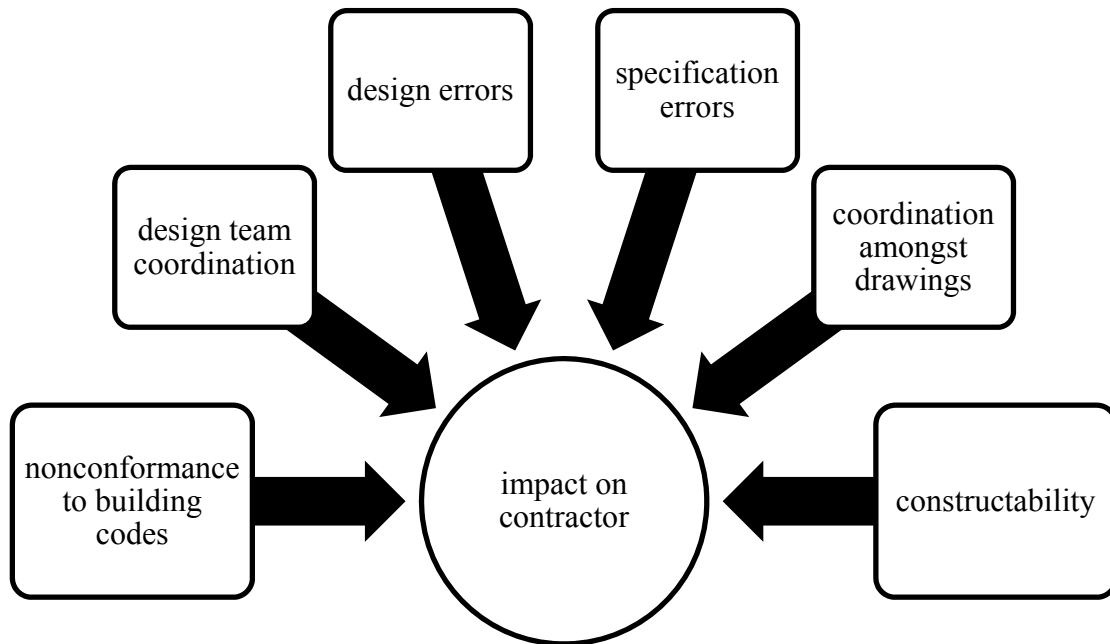 design errors
specification
errors
design team
coordination
coordination
amongst
drawings
nonconformance
to building
codes
impact on
contractor
constructability